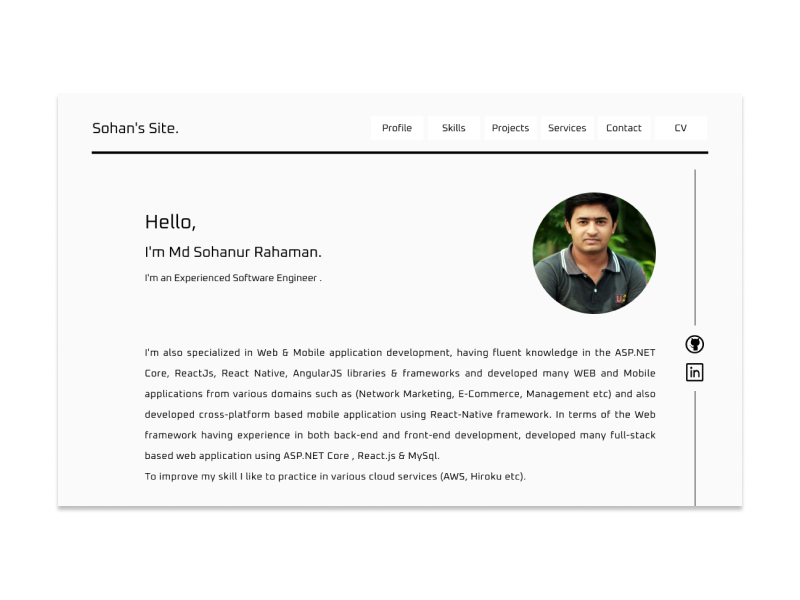 Sohan's Site.
Profile Skills Projects Services Contact CV
Hello,
I'm Md Sohanur Rahaman.
I'm an Experienced Software Engineer .
I'm also specialized in Web & Mobile application development, having fluent knowledge in the ASP.NET
Core, ReactJs, React Native, AngularJS libraries & frameworks and developed many WEB and Mobile
applications from various domains such as (Network Marketing, E-Commerce, Management etc) and also
developed cross-platform based mobile application using React-Native framework. In terms of the Web
framework having experience in both back-end and front-end development, developed many full-stack
based web application using ASP.NET Core , React.js & MySql.
To improve my skill I like to practice in various cloud services (AWS, Hiroku etc).
in